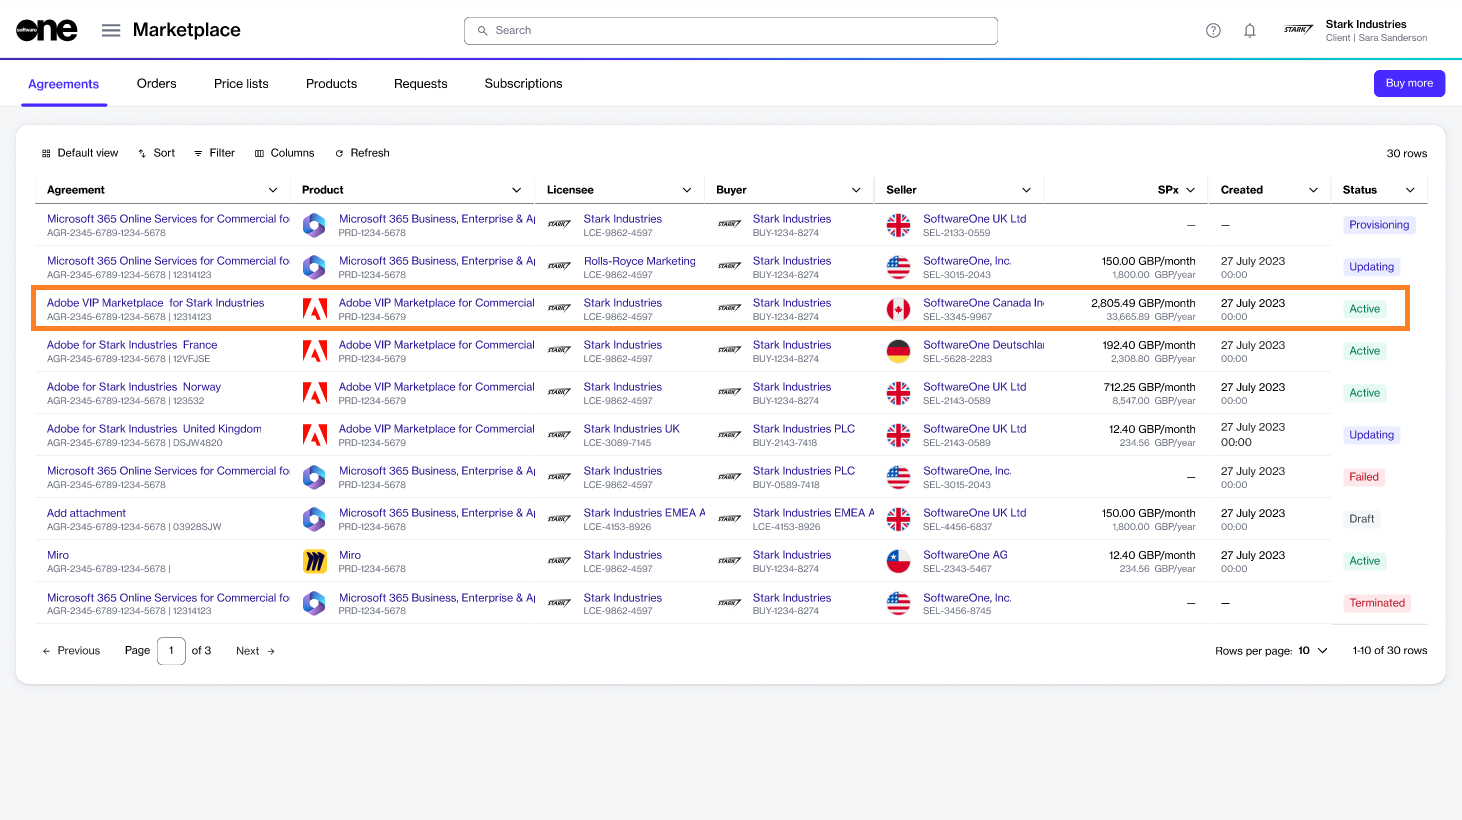 software one
Marketplace
Search
STARK
Stark Industries
Client | Sara Sanderson
Agreements Orders Price lists Products Requests Subscriptions
Buy more
Default view Sort Filter Columns Refresh
30 rows
Agreement Product Licensee Buyer Seller SPx Created Status
Microsoft 365 Online Services for Commercial fo Microsoft 365 Business, Enterprise & Ap STARK Stark Industries STARK Stark Industries SoftwareOne UK Ltd — — Provisioning
AGR-2345-6789-1234-5678 PRD-1234-5678 LCE-9862-4597 BUY-1234-8274 SEL-2133-0559
Microsoft 365 Online Services for Commercial fo Microsoft 365 Business, Enterprise & Ap STARK Rolls-Royce Marketing STARK Stark Industries SoftwareOne, Inc. 150.00 GBP/month 27 July 2023 Updating
AGR-2345-6789-1234-5678 | 12314123 PRD-1234-5678 LCE-9862-4597 BUY-1234-8274 SEL-3015-2043 1,800.00 GBP/year 00:00
Adobe VIP Marketplace for Stark Industries Adobe VIP Marketplace for Commercial STARK Stark Industries STARK Stark Industries SoftwareOne Canada In 2,805.49 GBP/month 27 July 2023 Active
AGR-2345-6789-1234-5678 | 12314123 PRD-1234-5679 LCE-9862-4597 BUY-1234-8274 SEL-3345-9967 33,665.89 GBP/year 00:00
Adobe for Stark Industries France Adobe VIP Marketplace for Commercial STARK Stark Industries STARK Stark Industries SoftwareOne Deutschlan 192.40 GBP/month 27 July 2023 Active
AGR-2345-6789-1234-5678 | 12VFJSE PRD-1234-5679 LCE-9862-4597 BUY-1234-8274 SEL-5628-2283 2,308.80 GBP/year 00:00
Adobe for Stark Industries Norway Adobe VIP Marketplace for Commercial STARK Stark Industries STARK Stark Industries SoftwareOne UK Ltd 712.25 GBP/month 27 July 2023 Active
AGR-2345-6789-1234-5678 | 123532 PRD-1234-5679 LCE-9862-4597 BUY-1234-8274 SEL-2143-0589 8,547.00 GBP/year 00:00
Adobe for Stark Industries United Kingdom Adobe VIP Marketplace for Commercial STARK Stark Industries UK STARK Stark Industries PLC SoftwareOne UK Ltd 12.40 GBP/month 27 July 2023 Updating
AGR-2345-6789-1234-5678 | DSJW4820 PRD-1234-5679 LCE-3089-7145 BUY-2143-7418 SEL-2143-0589 234.56 GBP/year 00:00
Microsoft 365 Online Services for Commercial fo Microsoft 365 Business, Enterprise & Ap STARK Stark Industries STARK Stark Industries PLC SoftwareOne, Inc. — 27 July 2023 Failed
AGR-2345-6789-1234-5678 PRD-1234-5678 LCE-9862-4597 BUY-0589-7418 SEL-3015-2043 00:00
Add attachment Microsoft 365 Business, Enterprise & Ap STARK Stark Industries EMEA A STARK Stark Industries EMEA A SoftwareOne UK Ltd 150.00 GBP/month 27 July 2023 Draft
AGR-2345-6789-1234-5678 | 03928SJW PRD-1234-5678 LCE-4153-8926 LCE-4153-8926 SEL-4456-6837 1,800.00 GBP/year 00:00
Miro Miro STARK Stark Industries STARK Stark Industries SoftwareOne AG 12.40 GBP/month 27 July 2023 Active
AGR-2345-6789-1234-5678 | PRD-1234-5678 LCE-9862-4597 BUY-1234-8274 SEL-2343-5467 234.56 GBP/year 00:00
Microsoft 365 Online Services for Commercial fo Microsoft 365 Business, Enterprise & Ap STARK Stark Industries STARK Stark Industries SoftwareOne, Inc. — — Terminated
AGR-2345-6789-1234-5678 | 12314123 PRD-1234-5678 LCE-9862-4597 BUY-1234-8274 SEL-3456-8745
← Previous Page 1 of 3 Next →
Rows per page: 10 1-10 of 30 rows